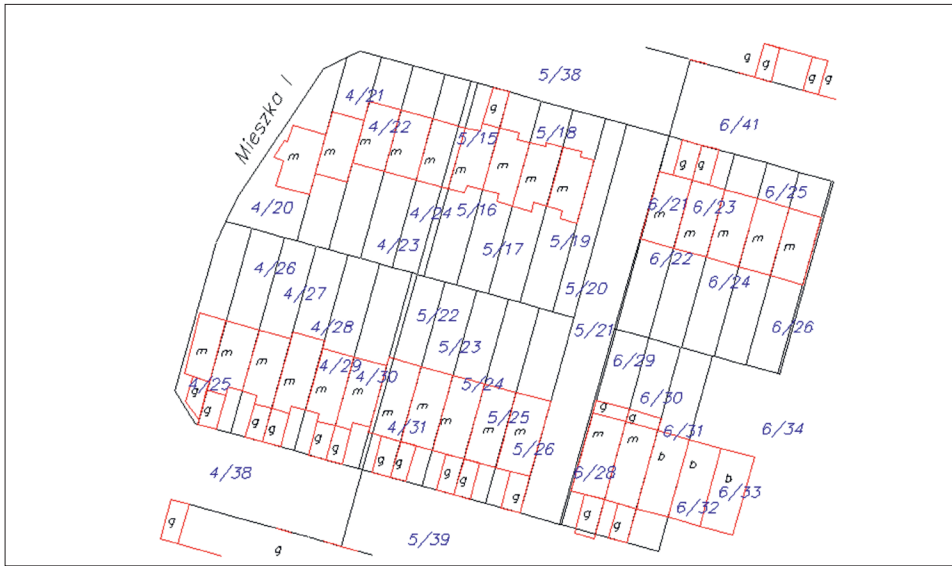 g
g
g
g
5/38
Mieszka I
4/21
g
6/41
4/22
5/15
5/18
g
g
m
m
m
m
m
m
m
m
m
6/25
4/20
4/24
5/16
6/21
6/23
m
m
m
m
m
4/23
5/17
5/19
6/22
6/24
4/26
4/27
5/20
4/28
5/22
5/21
6/26
5/23
6/29
m
m
m
m
m
m
4/29
4/30
5/24
4/25
g
g
m
m
m
m
m
6/30
g
g
g
g
g
g
4/31
5/25
5/26
m
m
b
b
b
6/31
6/34
g
g
g
g
g
6/28
6/32
6/33
4/38
g
g
g
g
5/39